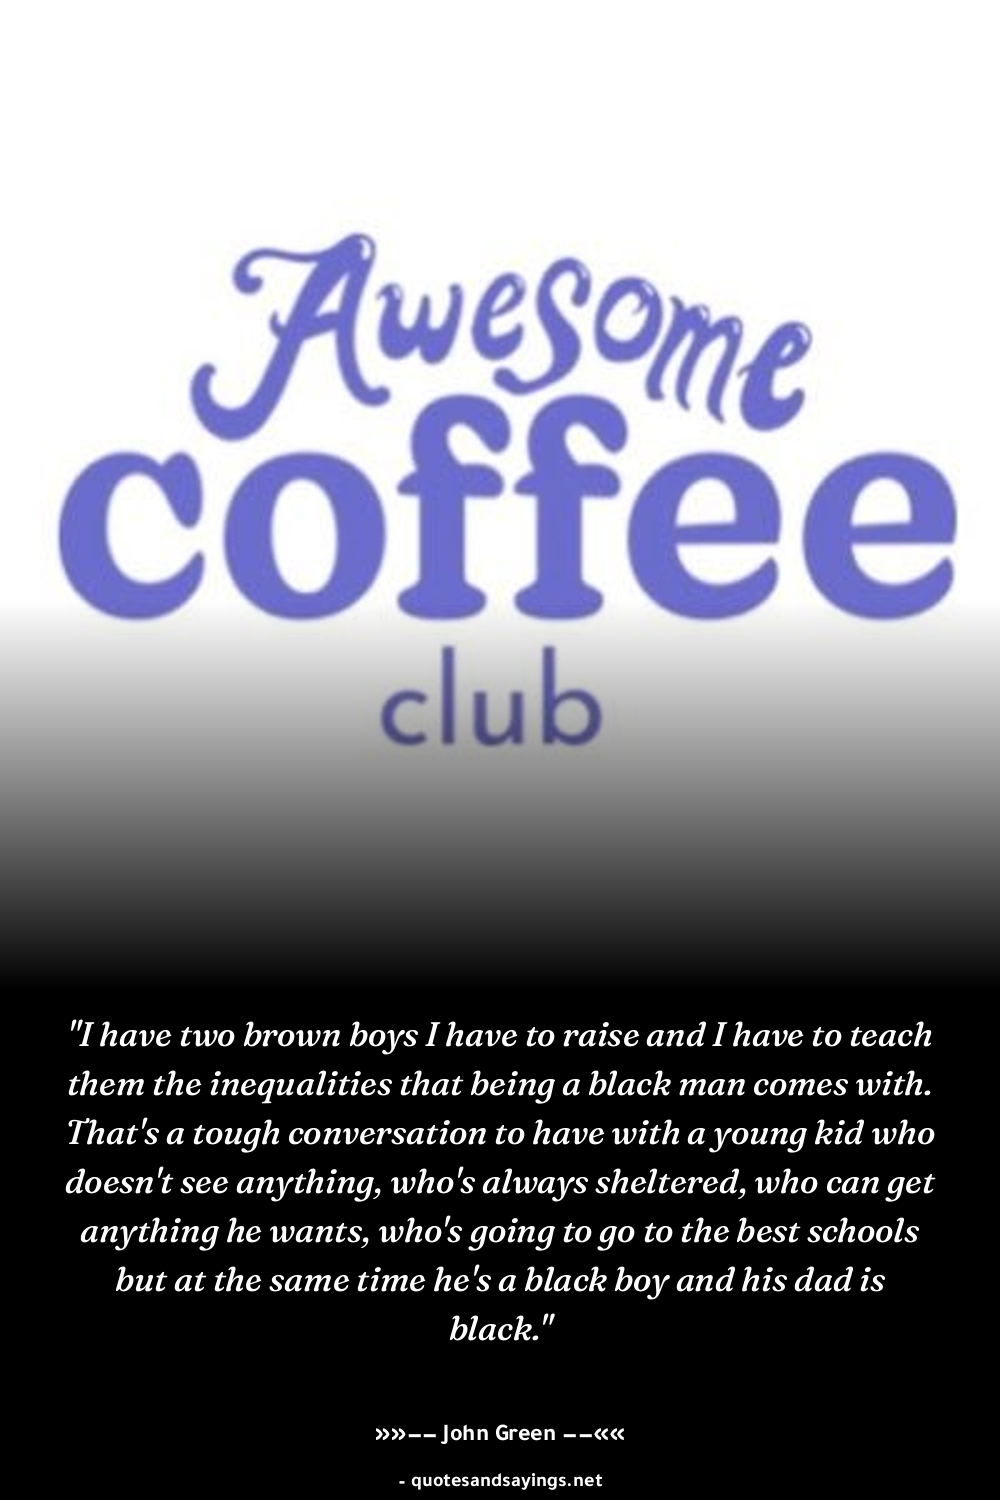 Awesome
coffee
club
"I have two brown boys I have to raise and I have to teach
them the inequalities that being a black man comes with.
That's a tough conversation to have with a young kid who
doesn't see anything, who's always sheltered, who can get
anything he wants, who's going to go to the best schools
but at the same time he's a black boy and his dad is
black."
»»−− John Green −−««
- quotesandsayings.net